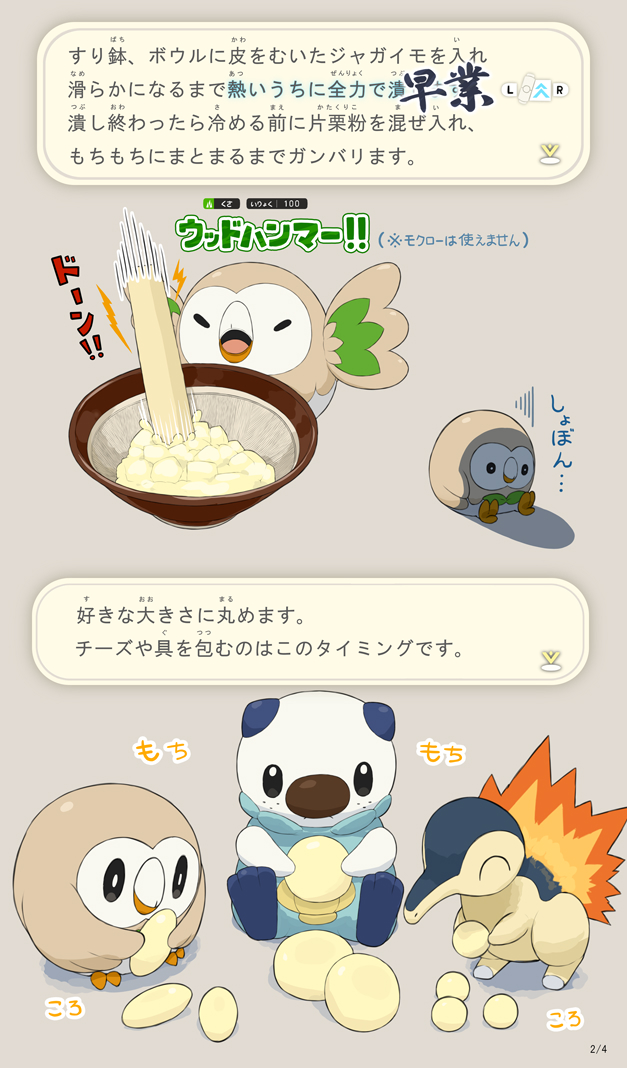 すり鉢、ボウルに皮をむいたジャガイモを入れ
滑らかになるまで熱いうちに全力で潰
早業
L R
潰し終わったら冷める前に片栗粉を混ぜ入れ、
もちもちにまとまるまでガンバリます。
くさ いりょく 100
ウッドハンマー!!
(※モクローは使えません)
ドーン!!
しょぼん…
好きな大きさに丸めます。
チーズや具を包むのはこのタイミングです。
もち
もち
ころ
ころ
2/4